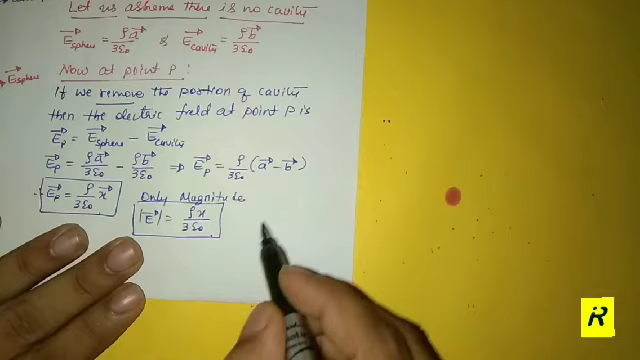 Let us assume there is no cavity
E⃗sphere = ρa⃗/3ε₀ & E⃗cavity = ρb⃗/3ε₀
E⃗sphere
Now at point P :
If we remove the portion of cavity
then the electric field at point P is
E⃗p = E⃗sphere − E⃗cavity
E⃗p = ρa⃗/3ε₀ − ρb⃗/3ε₀ ⇒ E⃗p = ρ/3ε₀ (a⃗ − b⃗)
E⃗p = ρ/3ε₀ x⃗
Only Magnitude
|E⃗| = ρx/3ε₀
R